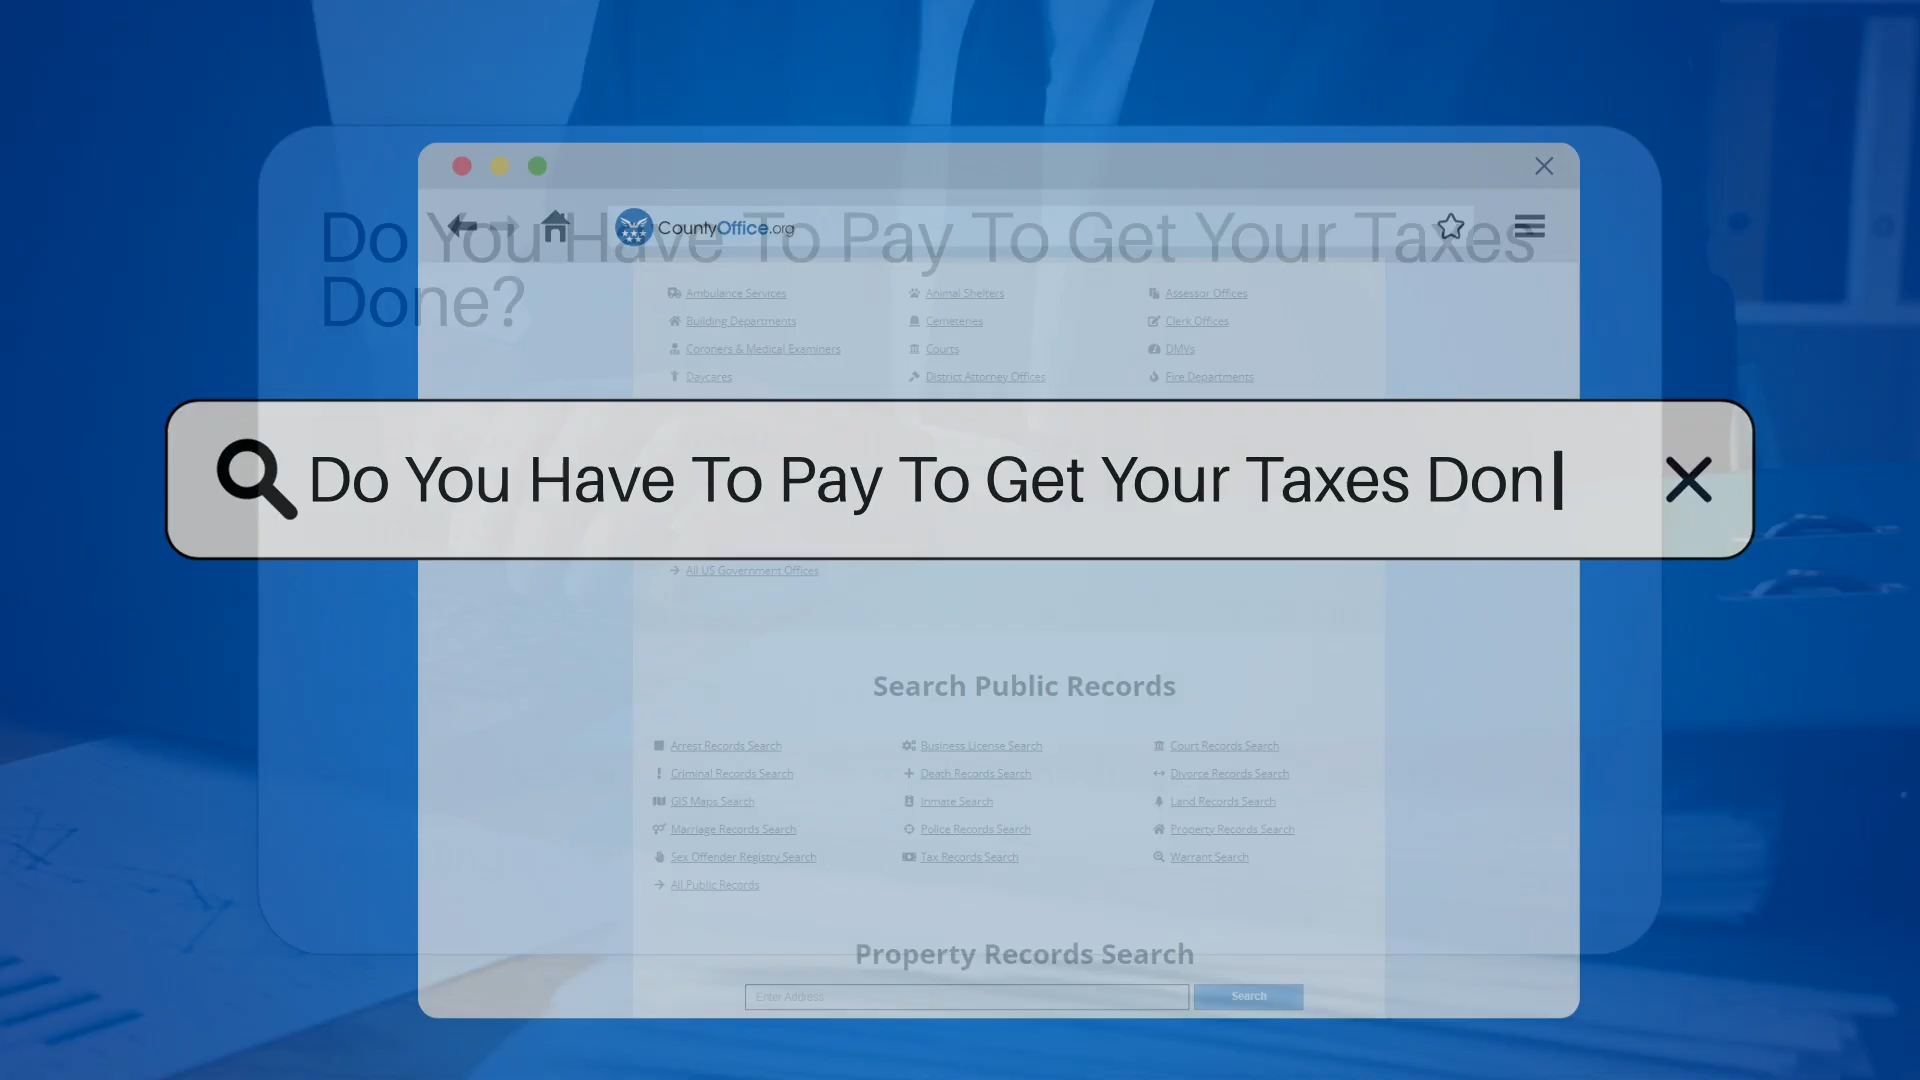 Do You Have To Pay To Get Your Taxes
Done?
CountyOffice.org
Ambulance Services Animal Shelters Assessor Offices
Building Departments Cemeteries Clerk Offices
Coroners & Medical Examiners Courts DMVs
Daycares District Attorney Offices Fire Departments
Do You Have To Pay To Get Your Taxes Don
All US Government Offices
Search Public Records
Arrest Records Search Business License Search Court Records Search
Criminal Records Search Death Records Search Divorce Records Search
GIS Maps Search Inmate Search Land Records Search
Marriage Records Search Police Records Search Property Records Search
Sex Offender Registry Search Tax Records Search Warrant Search
All Public Records
Property Records Search
Enter Address Search